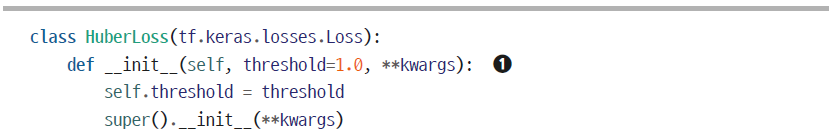 class HuberLoss(tf.keras.losses.Loss):
    def __init__(self, threshold=1.0, **kwargs): ❶
        self.threshold = threshold
        super().__init__(**kwargs)